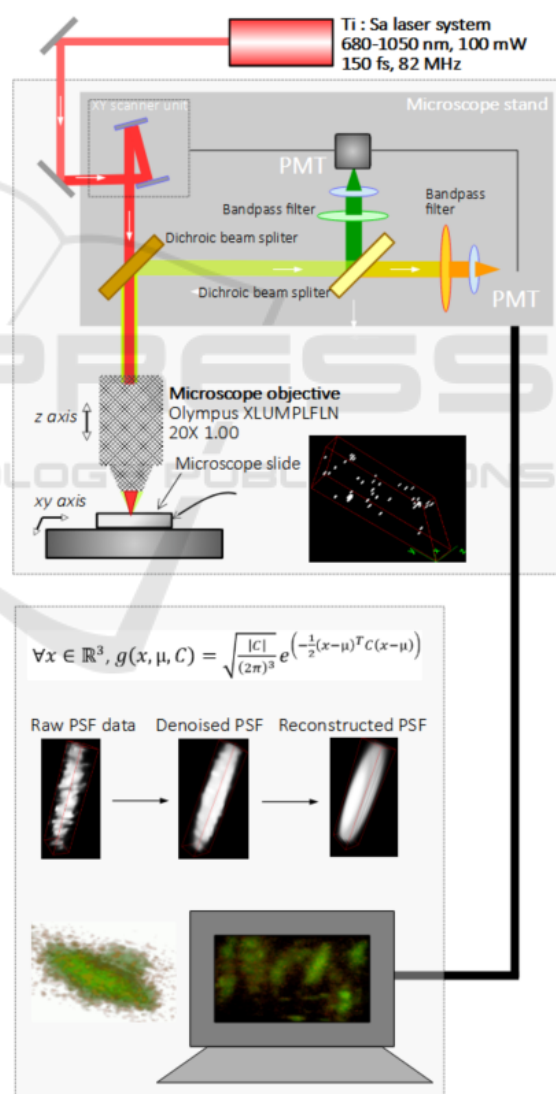 Ti : Sa laser system
680-1050 nm, 100 mW
150 fs, 82 MHz
XY scanner unit
Microscope stand
PMT
Bandpass filter
Bandpass
filter
Dichroic beam spliter
Dichroic beam spliter
PMT
Microscope objective
Olympus XLUMPLFLN
20X 1.00
z axis
Microscope slide
xy axis
∀x ∈ ℝ³, g(x, μ, C) = √(|C|/(2π)³) e^(−½(x−μ)ᵀC(x−μ))
Raw PSF data
Denoised PSF
Reconstructed PSF